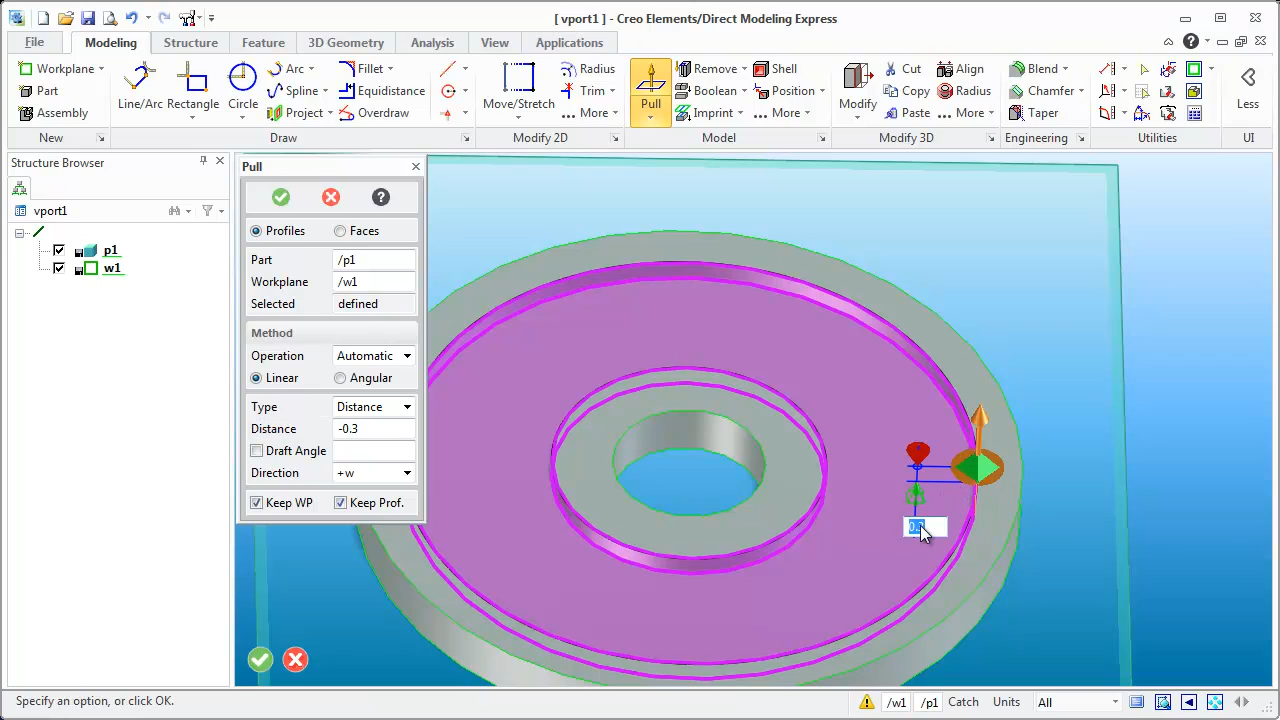 [ vport1 ] - Creo Elements/Direct Modeling Express
File Modeling Structure Feature 3D Geometry Analysis View Applications
Workplane Arc Fillet Radius Remove Shell Cut Align Blend
Line/Arc Rectangle Circle Move/Stretch Pull Modify Less
Part Spline Equidistance Trim Boolean Position Copy Radius Chamfer
Assembly Project Overdraw More Imprint More Paste More Taper
New Draw Modify 2D Model Modify 3D Engineering Utilities UI
Structure Browser
vport1
p1
w1
Pull
Profiles Faces
Part /p1
Workplane /w1
Selected defined
Method
Operation Automatic
Linear Angular
Type Distance
Distance -0.3
Draft Angle
Direction +w
Keep WP Keep Prof.
Specify an option, or click OK.
/w1 /p1 Catch Units All